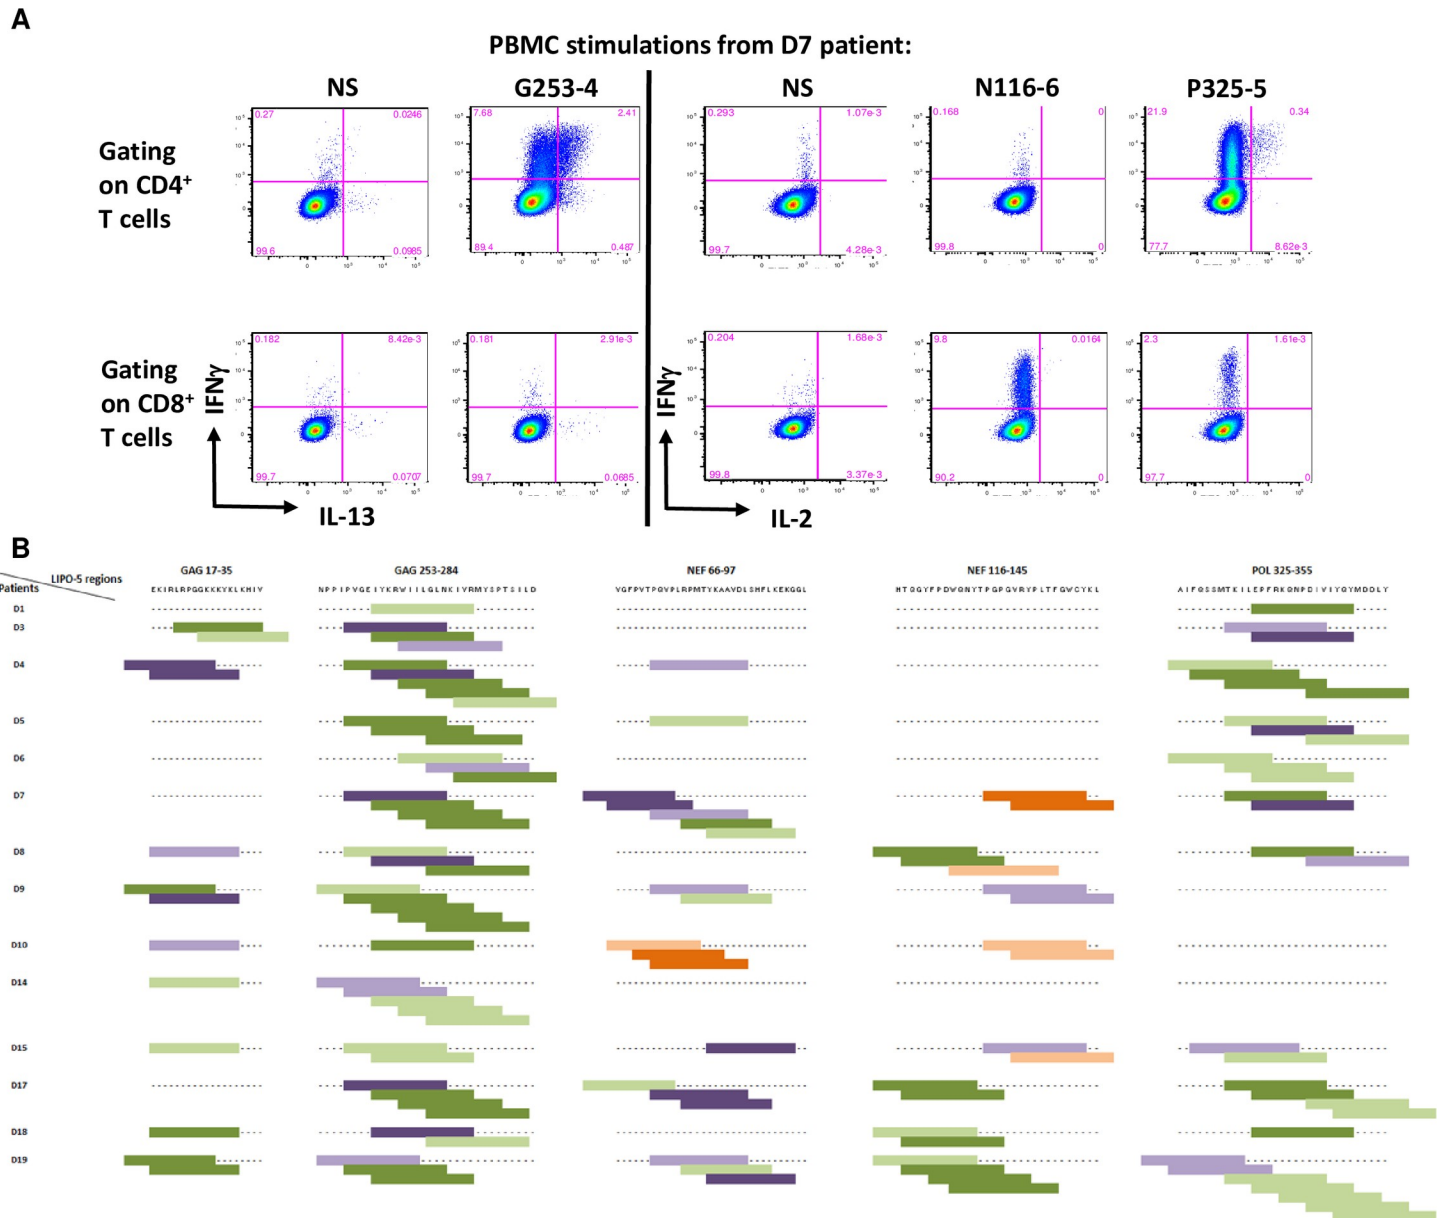 A
PBMC stimulations from D7 patient:
NS
G253-4
NS
N116-6
P325-5
Gating
on CD4+
T cells
0.27
0.0246
99.6
0.0985
7.68
2.41
89.4
0.487
0.293
1.07e-3
99.7
4.28e-3
0.168
0
99.8
0
21.9
0.34
77.7
8.62e-3
Gating
on CD8+
T cells
0.182
8.42e-3
99.7
0.0707
0.181
2.91e-3
99.7
0.0685
0.204
1.68e-3
99.8
3.37e-3
9.8
0.0164
90.2
0
2.3
1.61e-3
97.7
0
IFNγ
IL-13
IFNγ
IL-2
B
LIPO-5 regions
Patients
GAG 17-35
GAG 253-284
NEF 66-97
NEF 116-145
POL 325-355
EKIRLRPGGKKKYKLKHIV
NPPIPVGEIYKRWIILGLNKIVRMYSPTSILD
VGFPVTPQVPLRPMTYKAAVDLSHFLKEKGGL
HTQGYFPDWQNYTPGPGVRYPLTFGWCYKL
AIFQSSMTKILEPFRKQNPDIVIYQYMDDLY
D1
D3
D4
D5
D6
D7
D8
D9
D10
D14
D15
D17
D18
D19